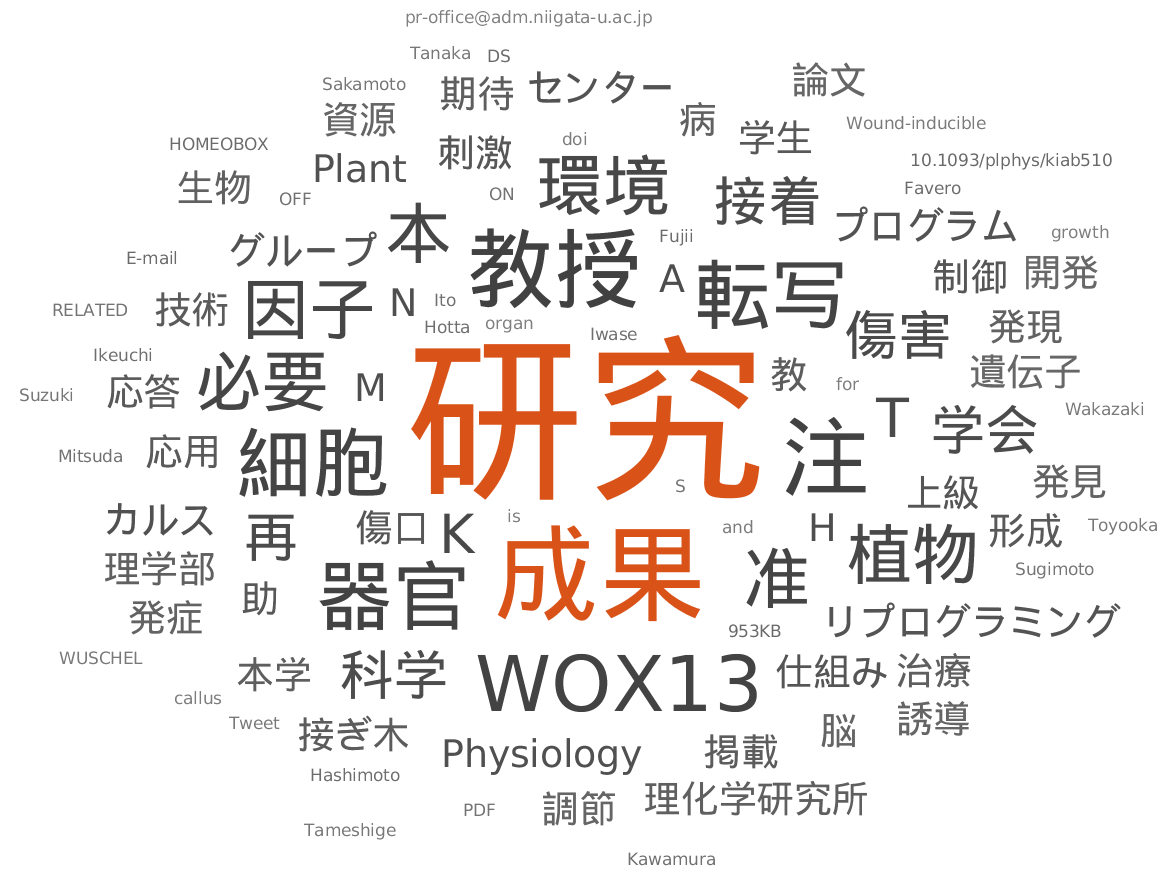 pr-office@adm.niigata-u.ac.jp
Tanaka DS
Sakamoto 期待 センター 論文
資源 病 学生 Wound-inducible
HOMEOBOX Plant 刺激 doi 10.1093/plphys/kiab510
生物 OFF ON 環境 接着 Favero
グループ 本 教授 Fujii プログラム growth
E-mail A 転写 制御 開発
RELATED 技術 因子 N Ito
Hotta organ Iwase 傷害 発現
Ikeuchi 応答 必要 M 教 for 遺伝子
Suzuki 研究 T 学会 Wakazaki
Mitsuda 応用 細胞 注
S 上級 発見
カルス 再 傷口 K is and H 形成 Toyooka
理学部 植物 Sugimoto
発症 助 器官 成果 准 リプログラミング
953KB
WUSCHEL 本学 科学 WOX13 仕組み 治療
callus
Tweet 接ぎ木 脳 誘導
Physiology 掲載
Hashimoto
PDF 調節 理化学研究所
Tameshige
Kawamura